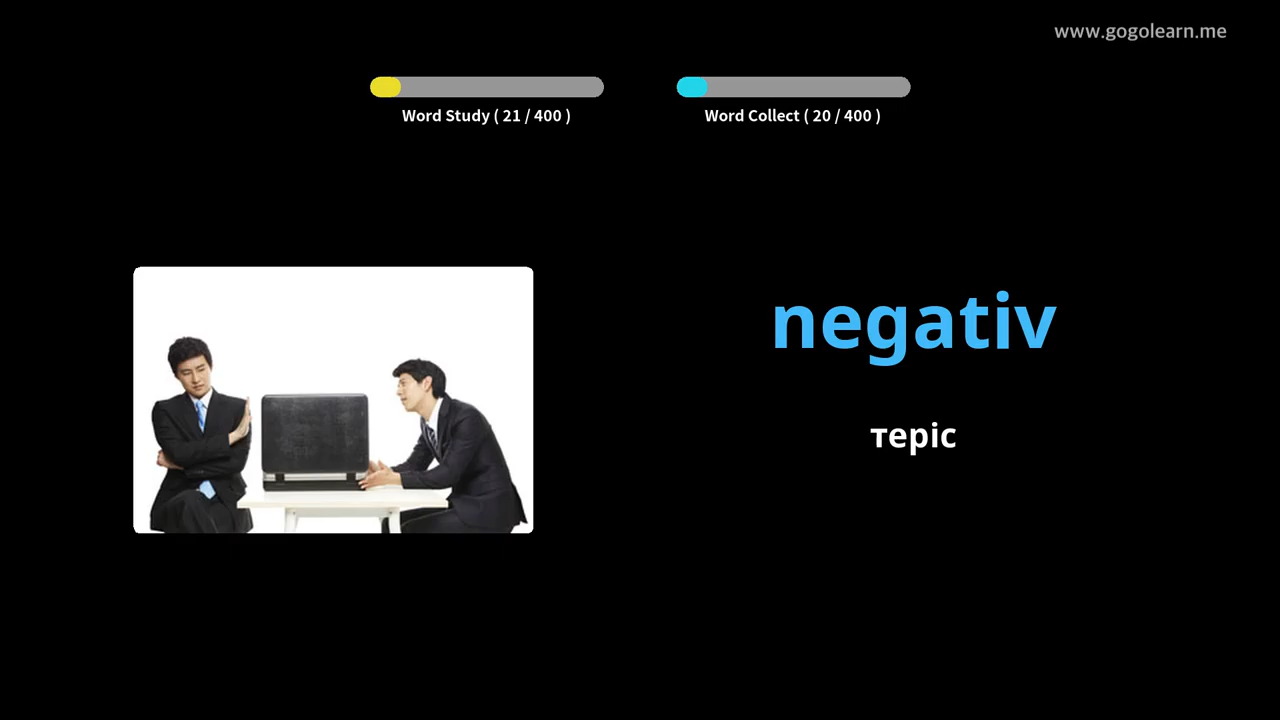 www.gogolearn.me
Word Study ( 21 / 400 )
Word Collect ( 20 / 400 )
negativ
теріс